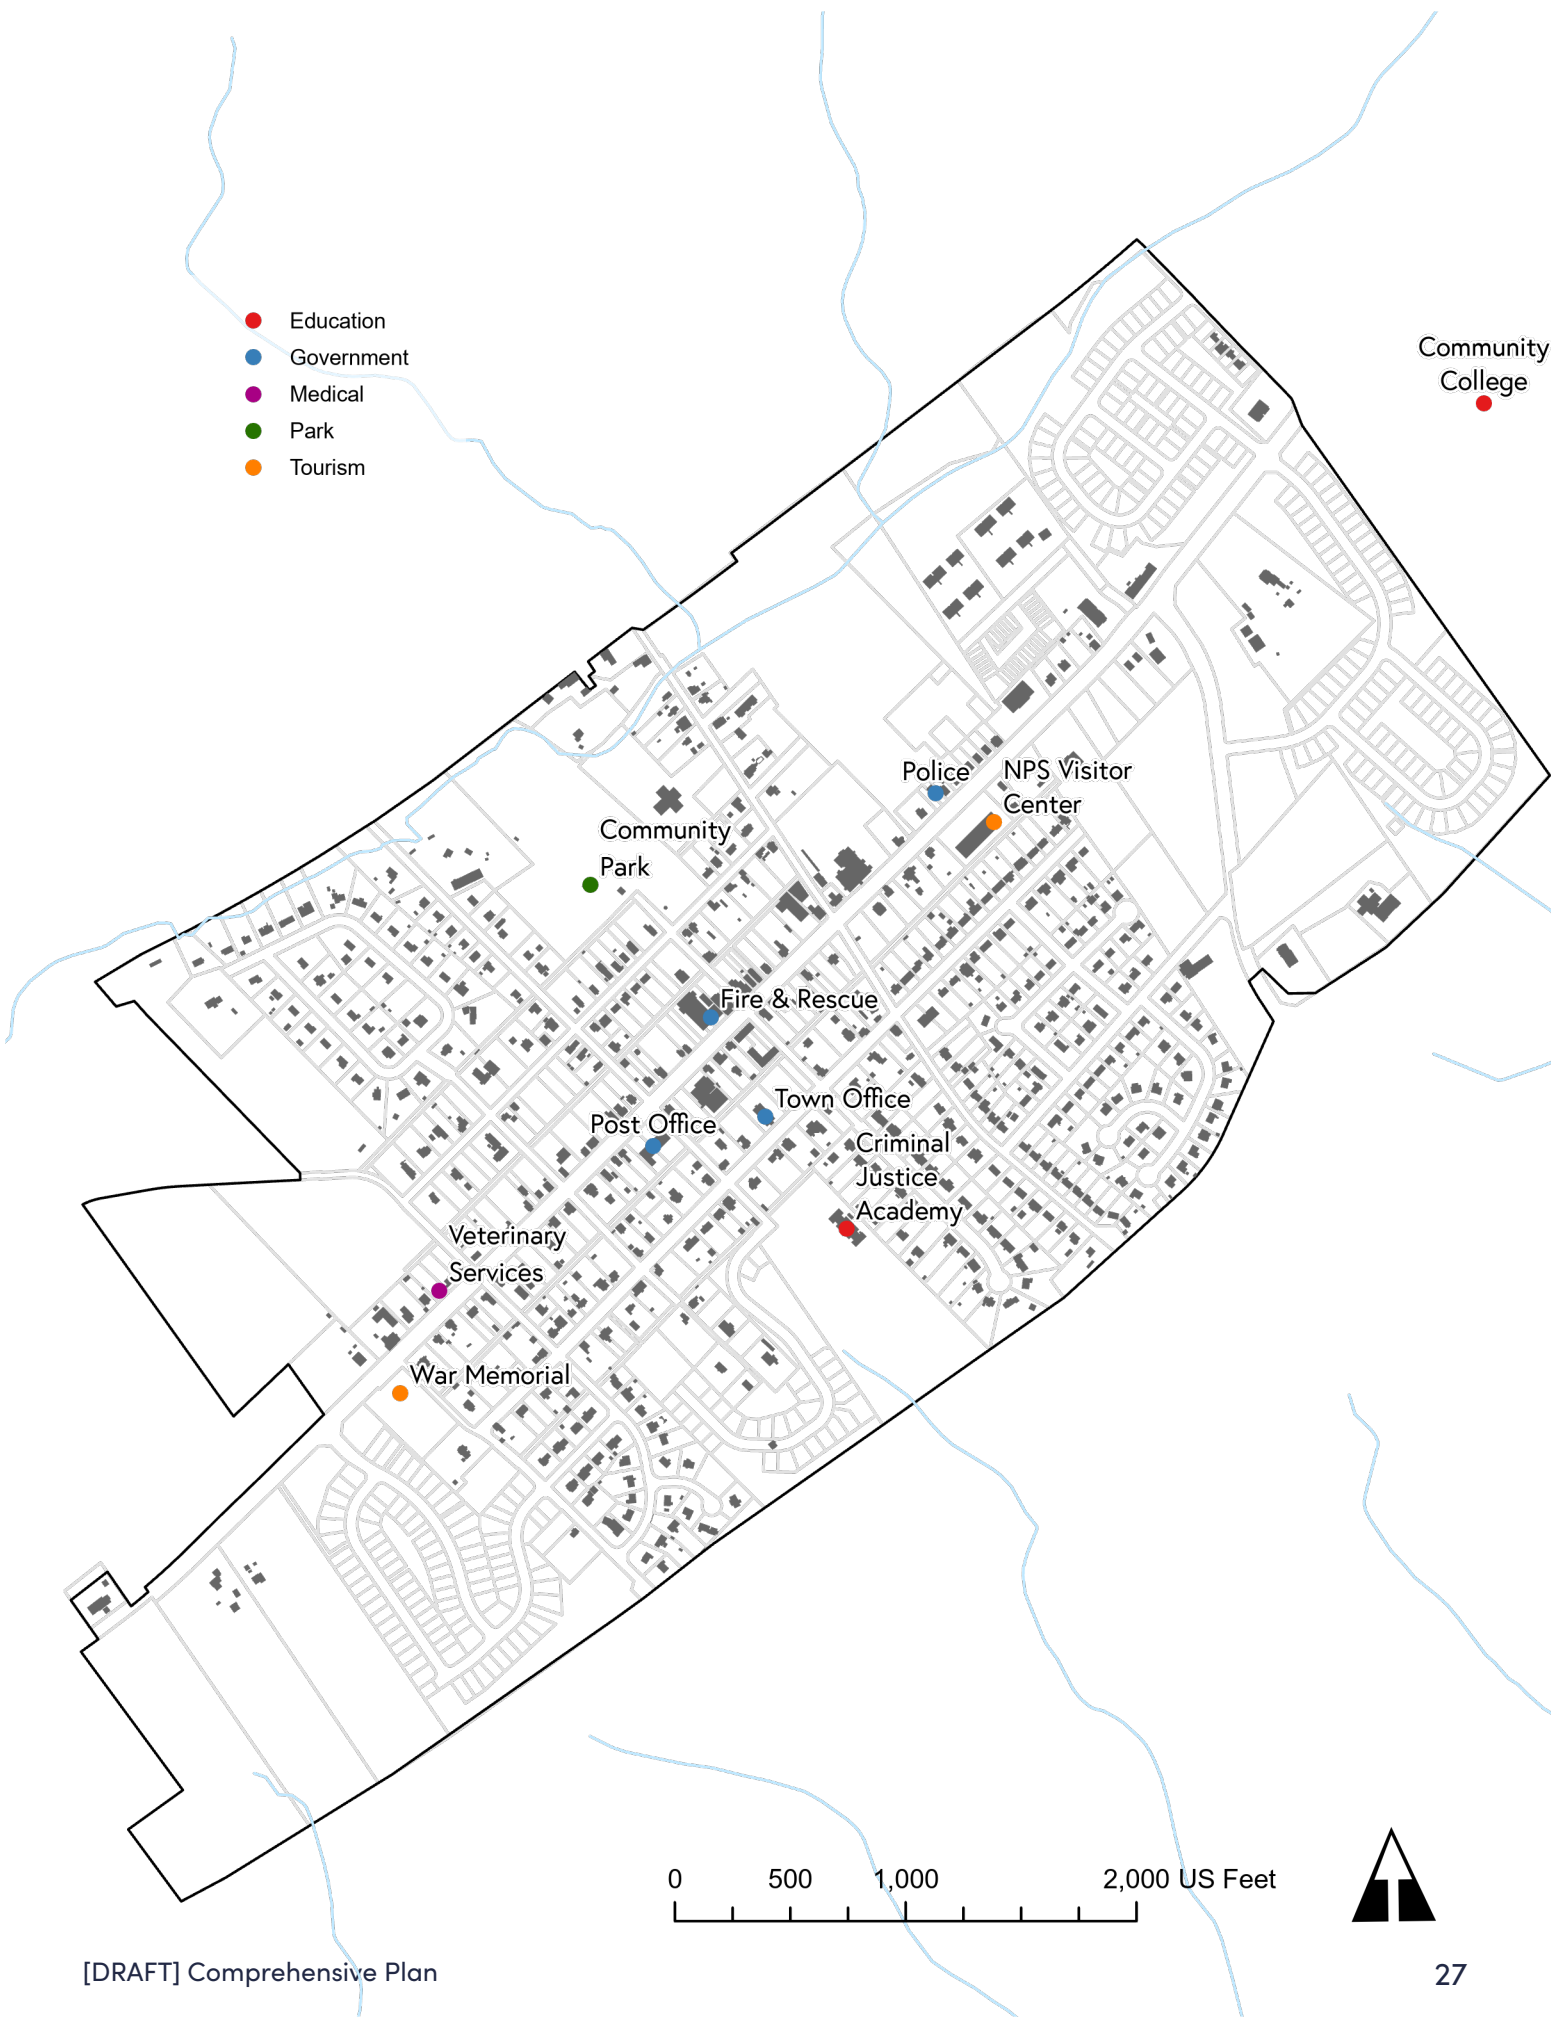 Education
Government
Medical
Park
Tourism
Community
College
Police
NPS Visitor
Center
Community
Park
Fire & Rescue
Town Office
Post Office
Criminal
Justice
Academy
Veterinary
Services
War Memorial
0 500 1,000 2,000 US Feet
[DRAFT] Comprehensive Plan
27